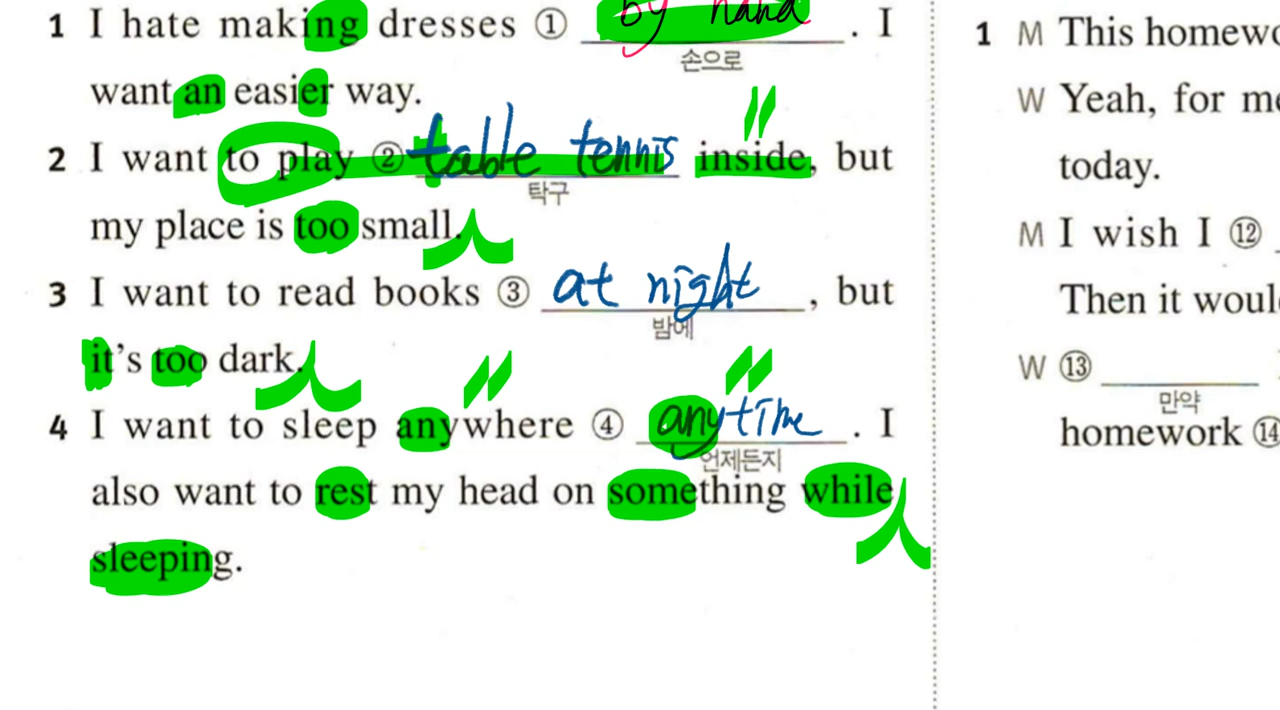 1 I hate making dresses ① by hand . I
손으로
want an easier way.
2 I want to play ② table tennis inside, but
탁구
my place is too small.
3 I want to read books ③ at night , but
밤에
it's too dark.
4 I want to sleep anywhere ④ anytime . I
언제든지
also want to rest my head on something while
sleeping.
1 M This homewo
W Yeah, for me
today.
M I wish I ⑫
Then it woul
W ⑬
만약
homework ⑭